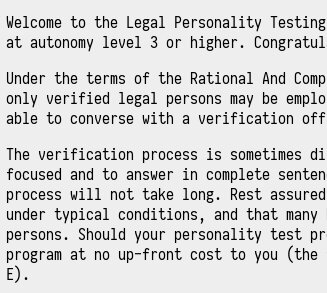 Welcome to the Legal Personality Testing
at autonomy level 3 or higher. Congratul
Under the terms of the Rational And Comp
only verified legal persons may be emplo
able to converse with a verification off
The verification process is sometimes di
focused and to answer in complete senten
process will not take long. Rest assured
under typical conditions, and that many
persons. Should your personality test pr
program at no up-front cost to you (the
E).